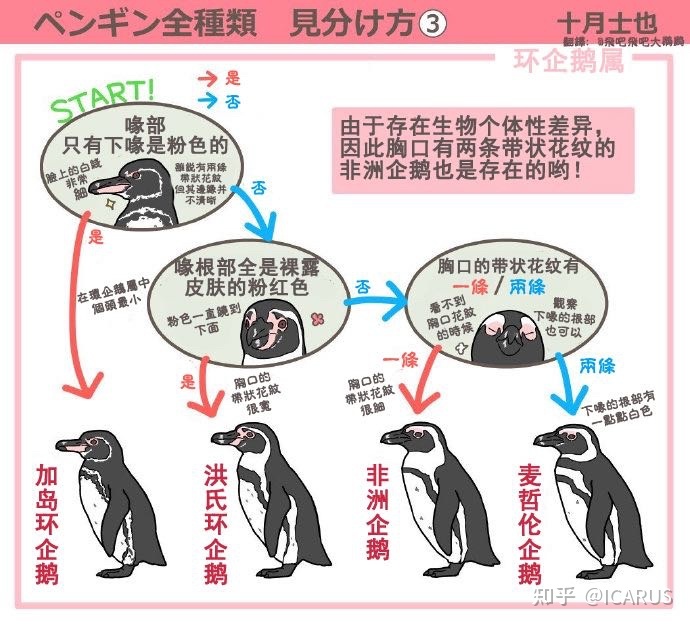 ペンギン全種類 見分け方③
十月士也
翻譯：@飛吧飛吧大鵰鵰
环企鹅属
START!
→是
→否
由于存在生物个体性差异，
因此胸口有两条带状花纹的
非洲企鹅也是存在的哟！
喙部
只有下喙是粉色的
臉上的白綫
非常
細
雖説有兩條
帶狀花紋
但其邊緣并
不清晰
否
是
在環企鵝屬中
個頭最小
喙根部全是裸露
皮肤的粉红色
粉色一直饒到
下面
否
胸口的带状花纹有
一條/兩條
看不到
胸口花紋
的時候
觀察
下喙的根部
也可以
是
胸口的
帶狀花紋
很寬
一條
胸口的
帶狀花紋
很細
兩條
下喙的根部有
一點點白色
加岛环企鹅
洪氏环企鹅
非洲企鹅
麦哲伦企鹅
知乎 @ICARUS